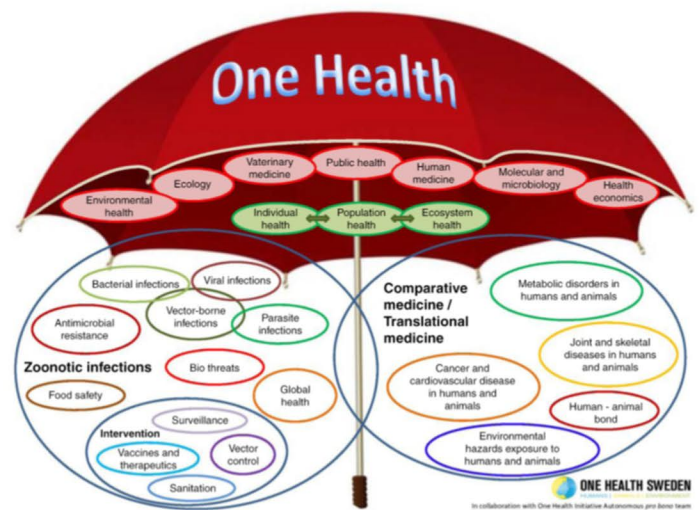 One Health
Environmental
health
Ecology
Vaterinary
medicine
Public health
Human
medicine
Molecular and
microbiology
Health
economics
Individual
health
Population
health
Ecosystem
health
Bacterial infections
Viral infections
Vector-borne
infections
Parasite
infections
Antimicrobial
resistance
Zoonotic infections
Bio threats
Food safety
Global
health
Intervention
Surveillance
Vaccines and
therapeutics
Vector
control
Sanitation
Comparative
medicine /
Translational
medicine
Metabolic disorders in
humans and animals
Joint and skeletal
diseases in humans
and animals
Cancer and
cardiovascular disease
in humans and
animals
Human - animal
bond
Environmental
hazards exposure to
humans and animals
ONE HEALTH SWEDEN
In collaboration with One Health Initiative Autonomous pro bono team